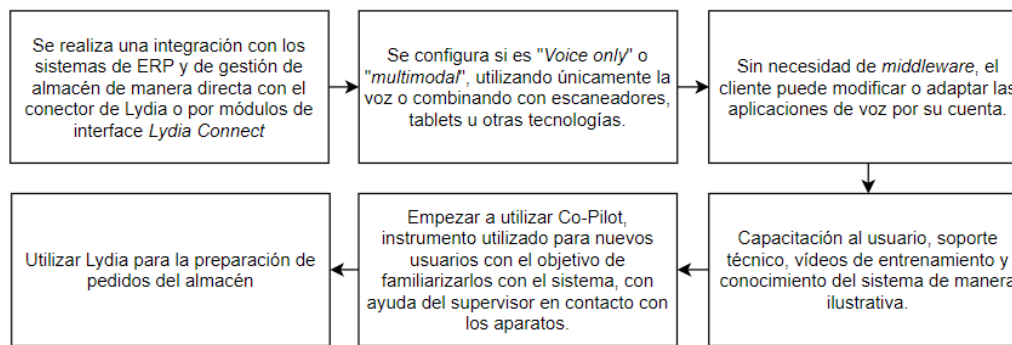 Se realiza una integración con los
sistemas de ERP y de gestión de
almacén de manera directa con el
conector de Lydia o por módulos de
interface Lydia Connect
Se configura si es "Voice only" o
"multimodal", utilizando únicamente la
voz o combinando con escaneadores,
tablets u otras tecnologías.
Sin necesidad de middleware, el
cliente puede modificar o adaptar las
aplicaciones de voz por su cuenta.
Capacitación al usuario, soporte
técnico, vídeos de entrenamiento y
conocimiento del sistema de manera
ilustrativa.
Empezar a utilizar Co-Pilot,
instrumento utilizado para nuevos
usuarios con el objetivo de
familiarizarlos con el sistema, con
ayuda del supervisor en contacto con
los aparatos.
Utilizar Lydia para la preparación de
pedidos del almacén